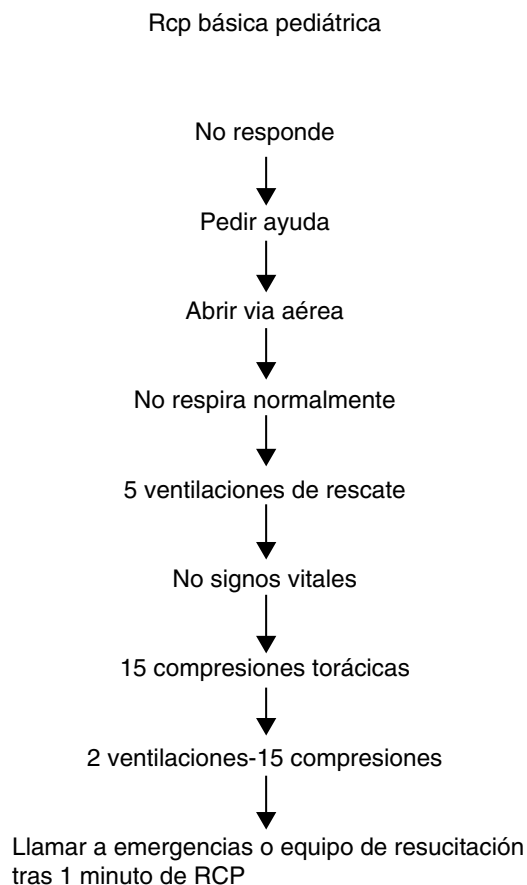 Rcp básica pediátrica
No responde
Pedir ayuda
Abrir via aérea
No respira normalmente
5 ventilaciones de rescate
No signos vitales
15 compresiones torácicas
2 ventilaciones-15 compresiones
Llamar a emergencias o equipo de resucitación
tras 1 minuto de RCP